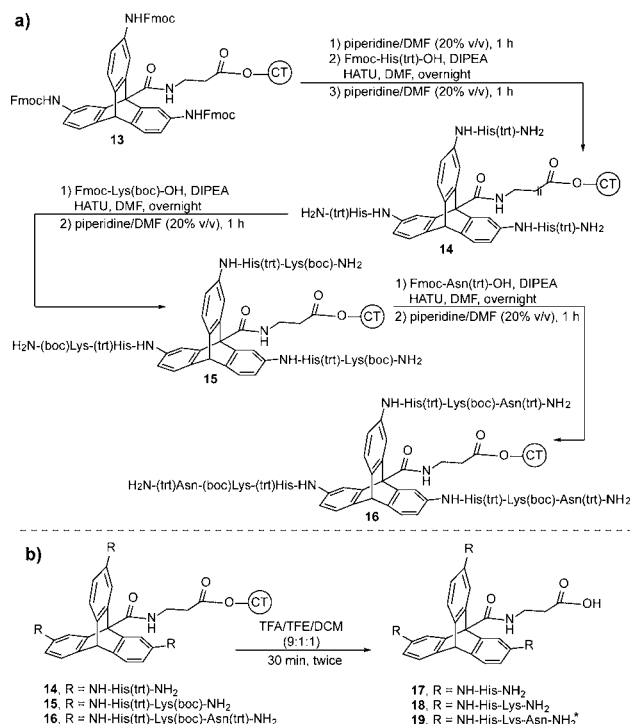 a)
NHFmoc
O
N
H
O
O
CT
FmocHN
NHFmoc
13
1) piperidine/DMF (20% v/v), 1 h
2) Fmoc-His(trt)-OH, DIPEA
HATU, DMF, overnight
3) piperidine/DMF (20% v/v), 1 h
NH-His(trt)-NH2
O
N
H
O
O
CT
H2N-(trt)His-HN
NH-His(trt)-NH2
14
1) Fmoc-Lys(boc)-OH, DIPEA
HATU, DMF, overnight
2) piperidine/DMF (20% v/v), 1 h
NH-His(trt)-Lys(boc)-NH2
O
N
H
O
O
CT
H2N-(boc)Lys-(trt)His-HN
NH-His(trt)-Lys(boc)-NH2
15
1) Fmoc-Asn(trt)-OH, DIPEA
HATU, DMF, overnight
2) piperidine/DMF (20% v/v), 1 h
NH-His(trt)-Lys(boc)-Asn(trt)-NH2
O
N
H
O
O
CT
H2N-(trt)Asn-(boc)Lys-(trt)His-HN
NH-His(trt)-Lys(boc)-Asn(trt)-NH2
16
b)
R
O
H
N
O
O
CT
R
R
14, R = NH-His(trt)-NH2
15, R = NH-His(trt)-Lys(boc)-NH2
16, R = NH-His(trt)-Lys(boc)-Asn(trt)-NH2
TFA/TFE/DCM
(9:1:1)
30 min, twice
R
O
H
N
O
OH
R
R
17, R = NH-His-NH2
18, R = NH-His-Lys-NH2
19, R = NH-His-Lys-Asn-NH2*